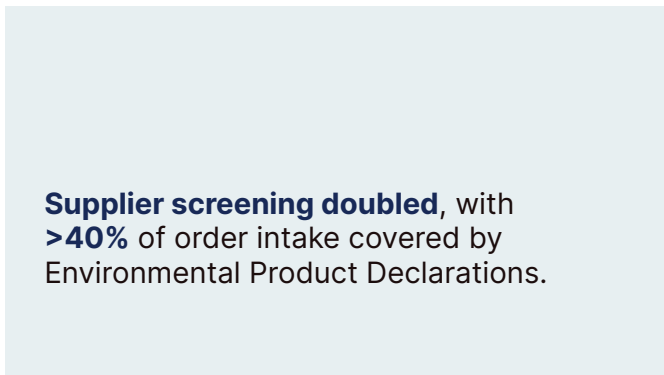 Supplier screening doubled, with
>40% of order intake covered by
Environmental Product Declarations.